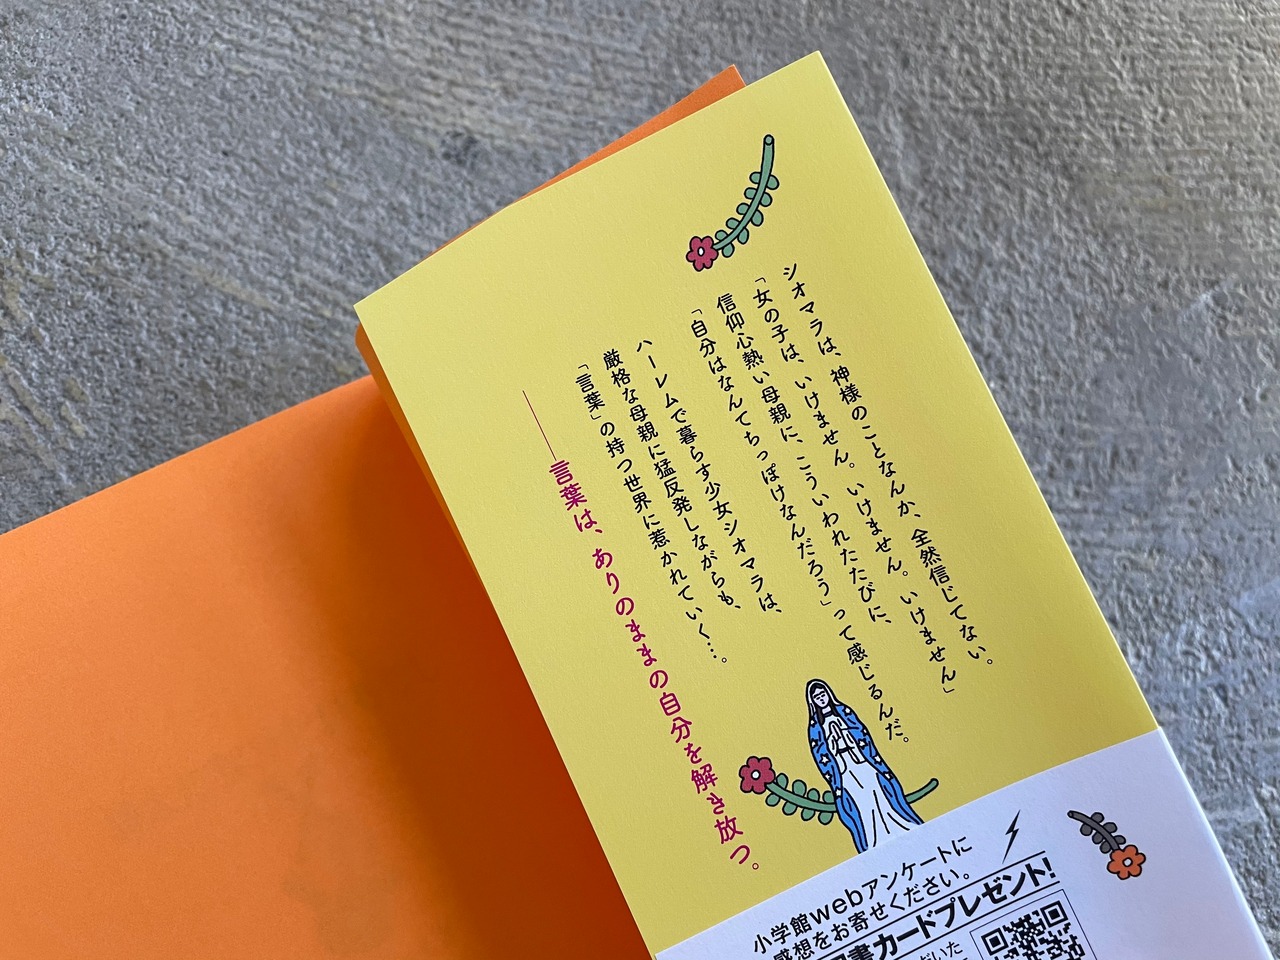 シオマラは、神様のことなんか、全然信じてない。
「女の子は、いけません。いけません。いけません」
信仰心熱い母親に、こういわれたたびに、
「自分はなんてちっぽけなんだろう」って感じるんだ。
ハーレムで暮らす少女シオマラは、
厳格な母親に猛反発しながらも、
「言葉」の持つ世界に惹かれていく…。
――言葉は、ありのままの自分を解き放つ。
小学館webアンケートに
感想をお寄せください。
図書カードプレゼント!